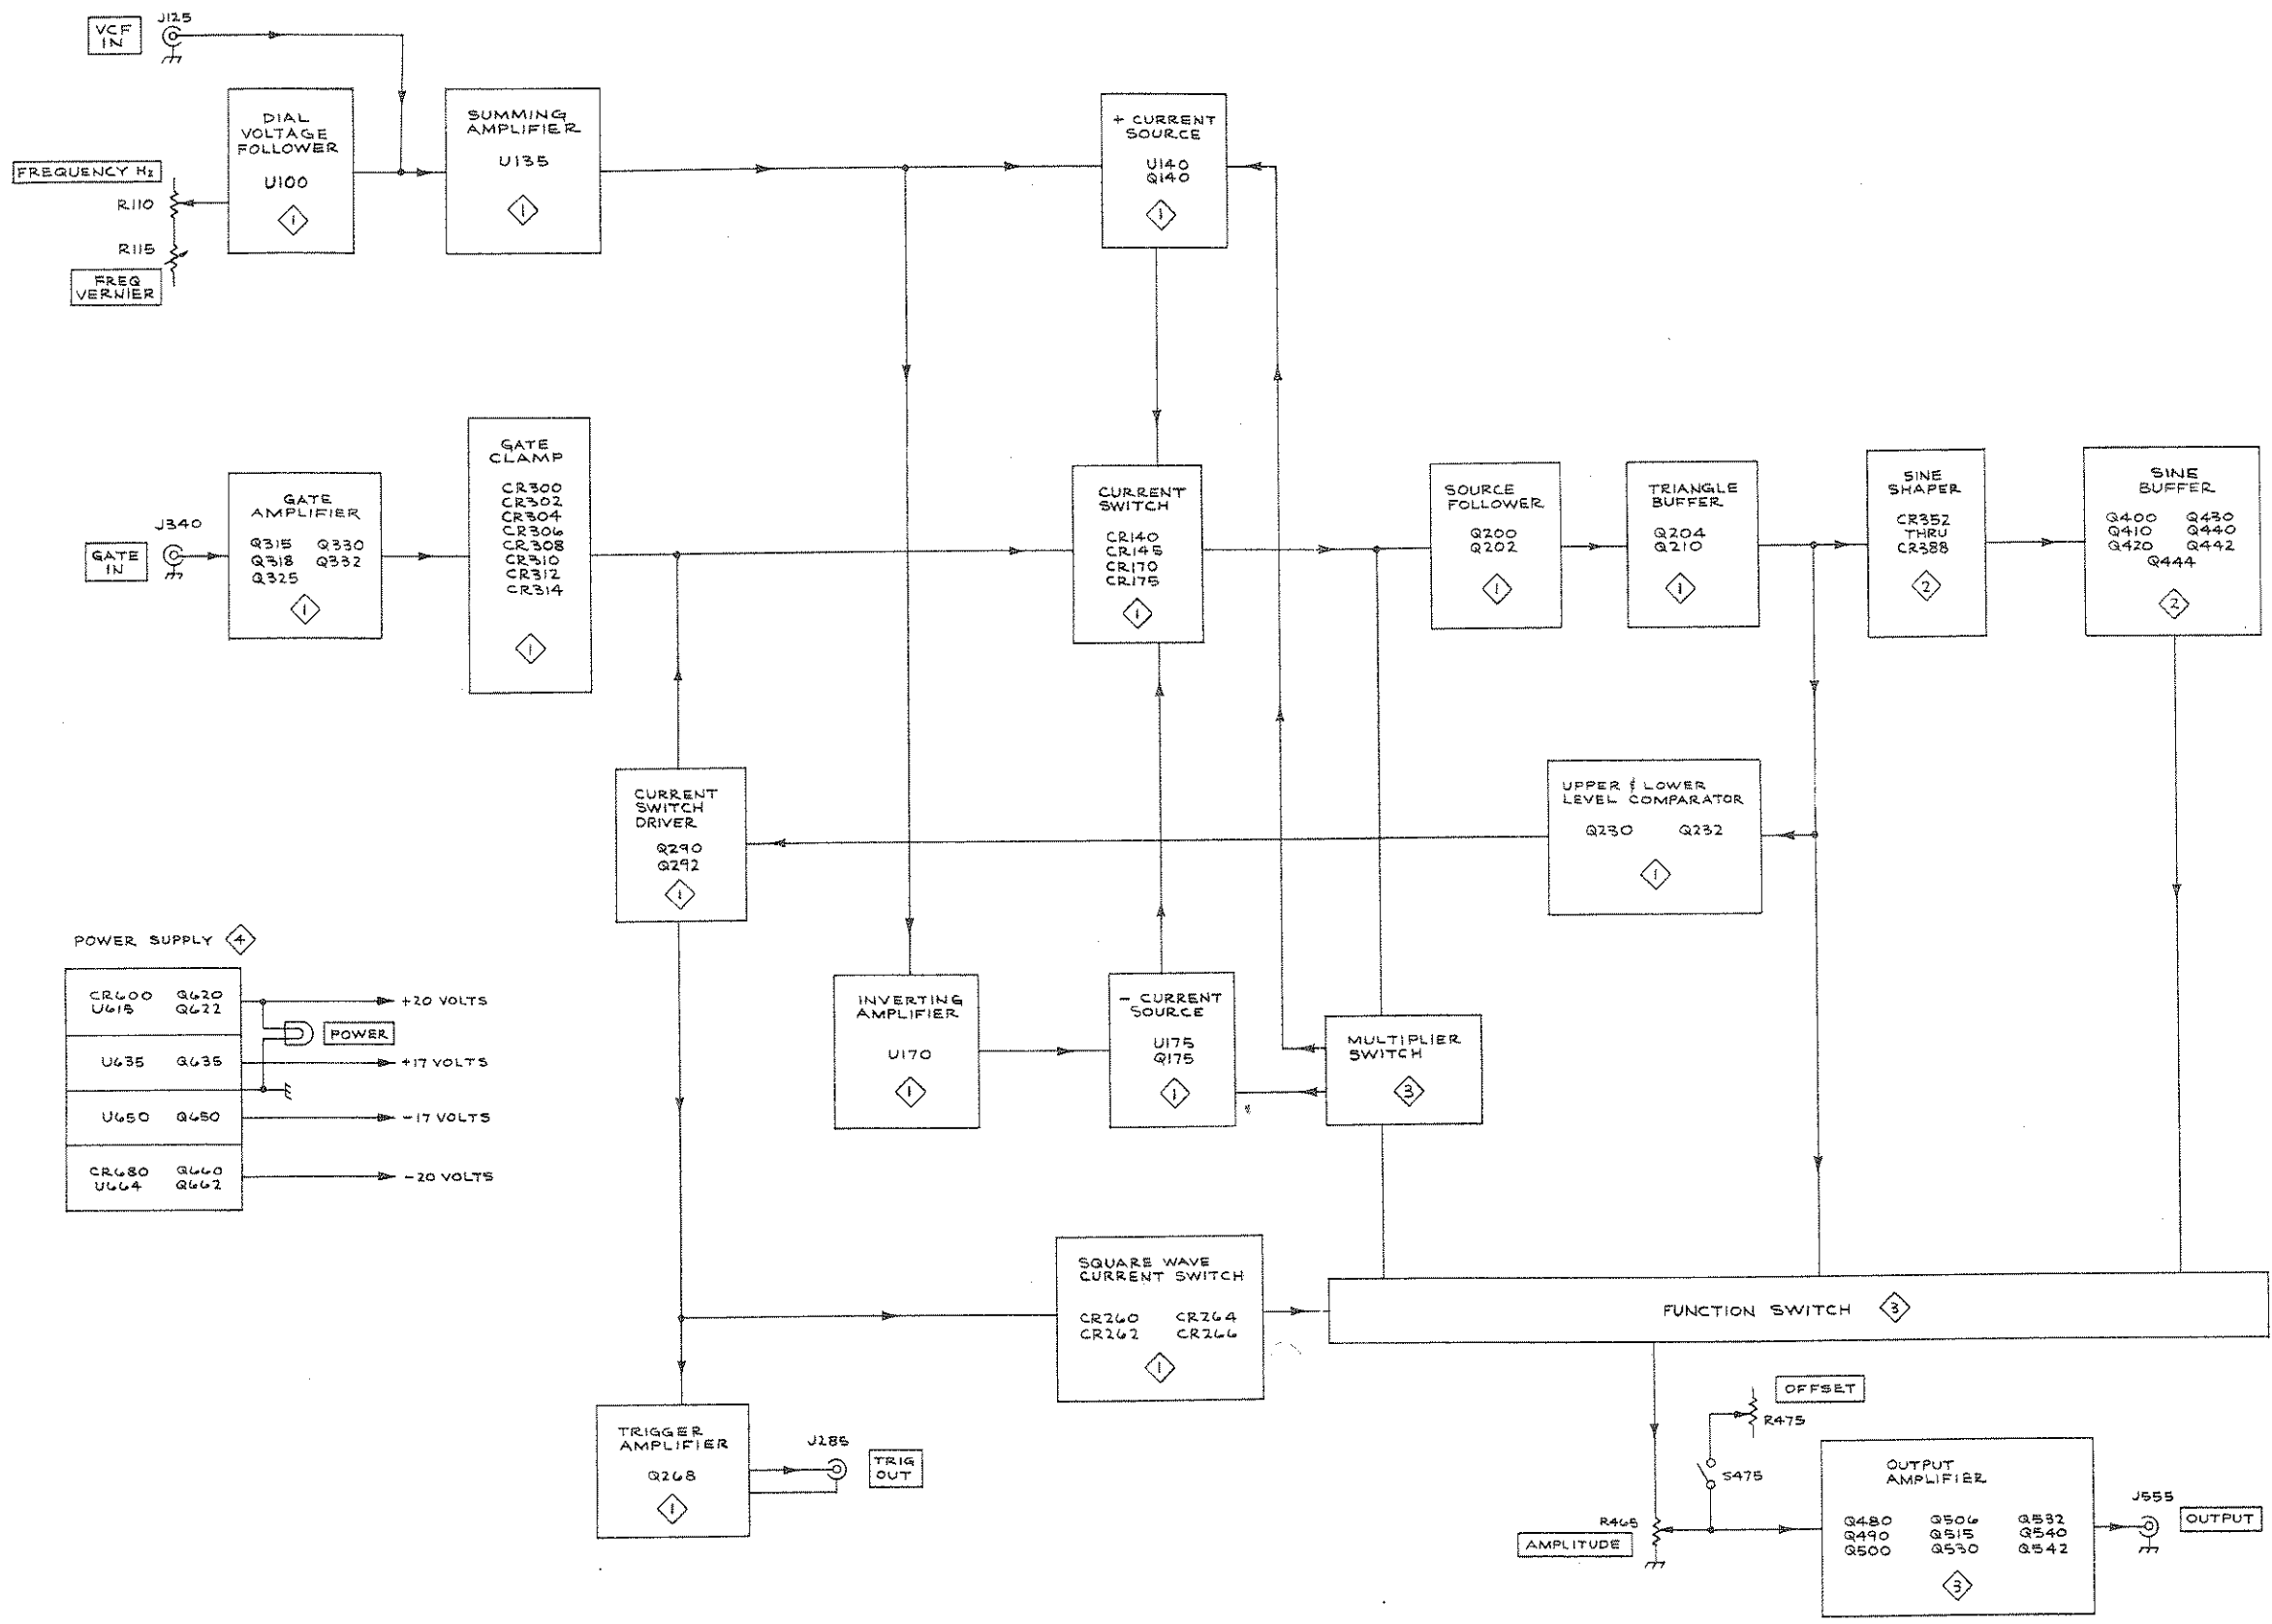 VCF
IN
J125
DIAL
VOLTAGE
FOLLOWER
U100
1
SUMMING
AMPLIFIER
U135
1
+ CURRENT
SOURCE
U140
Q140
1
FREQUENCY Hz
R110
R115
FREQ
VERNIER
GATE
IN
J340
GATE
AMPLIFIER
Q315 Q330
Q318 Q332
Q325
1
GATE
CLAMP
CR300
CR302
CR304
CR306
CR308
CR310
CR312
CR314
1
CURRENT
SWITCH
CR140
CR145
CR170
CR175
1
SOURCE
FOLLOWER
Q200
Q202
1
TRIANGLE
BUFFER
Q204
Q210
1
SINE
SHAPER
CR352
THRU
CR388
2
SINE
BUFFER
Q400 Q430
Q410 Q440
Q420 Q442
Q444
2
CURRENT
SWITCH
DRIVER
Q290
Q292
1
UPPER & LOWER
LEVEL COMPARATOR
Q230 Q232
1
POWER SUPPLY 4
CR600 Q620
U615 Q622
+20 VOLTS
POWER
U635 Q635
+17 VOLTS
U650 Q650
-17 VOLTS
CR680 Q660
U664 Q662
-20 VOLTS
INVERTING
AMPLIFIER
U170
1
- CURRENT
SOURCE
U175
Q175
1
MULTIPLIER
SWITCH
3
SQUARE WAVE
CURRENT SWITCH
CR260 CR264
CR262 CR266
1
FUNCTION SWITCH 3
TRIGGER
AMPLIFIER
Q268
1
J285
TRIG
OUT
OFFSET
R475
S475
R465
AMPLITUDE
OUTPUT
AMPLIFIER
Q480 Q506 Q532
Q490 Q515 Q540
Q500 Q530 Q542
3
J555
OUTPUT